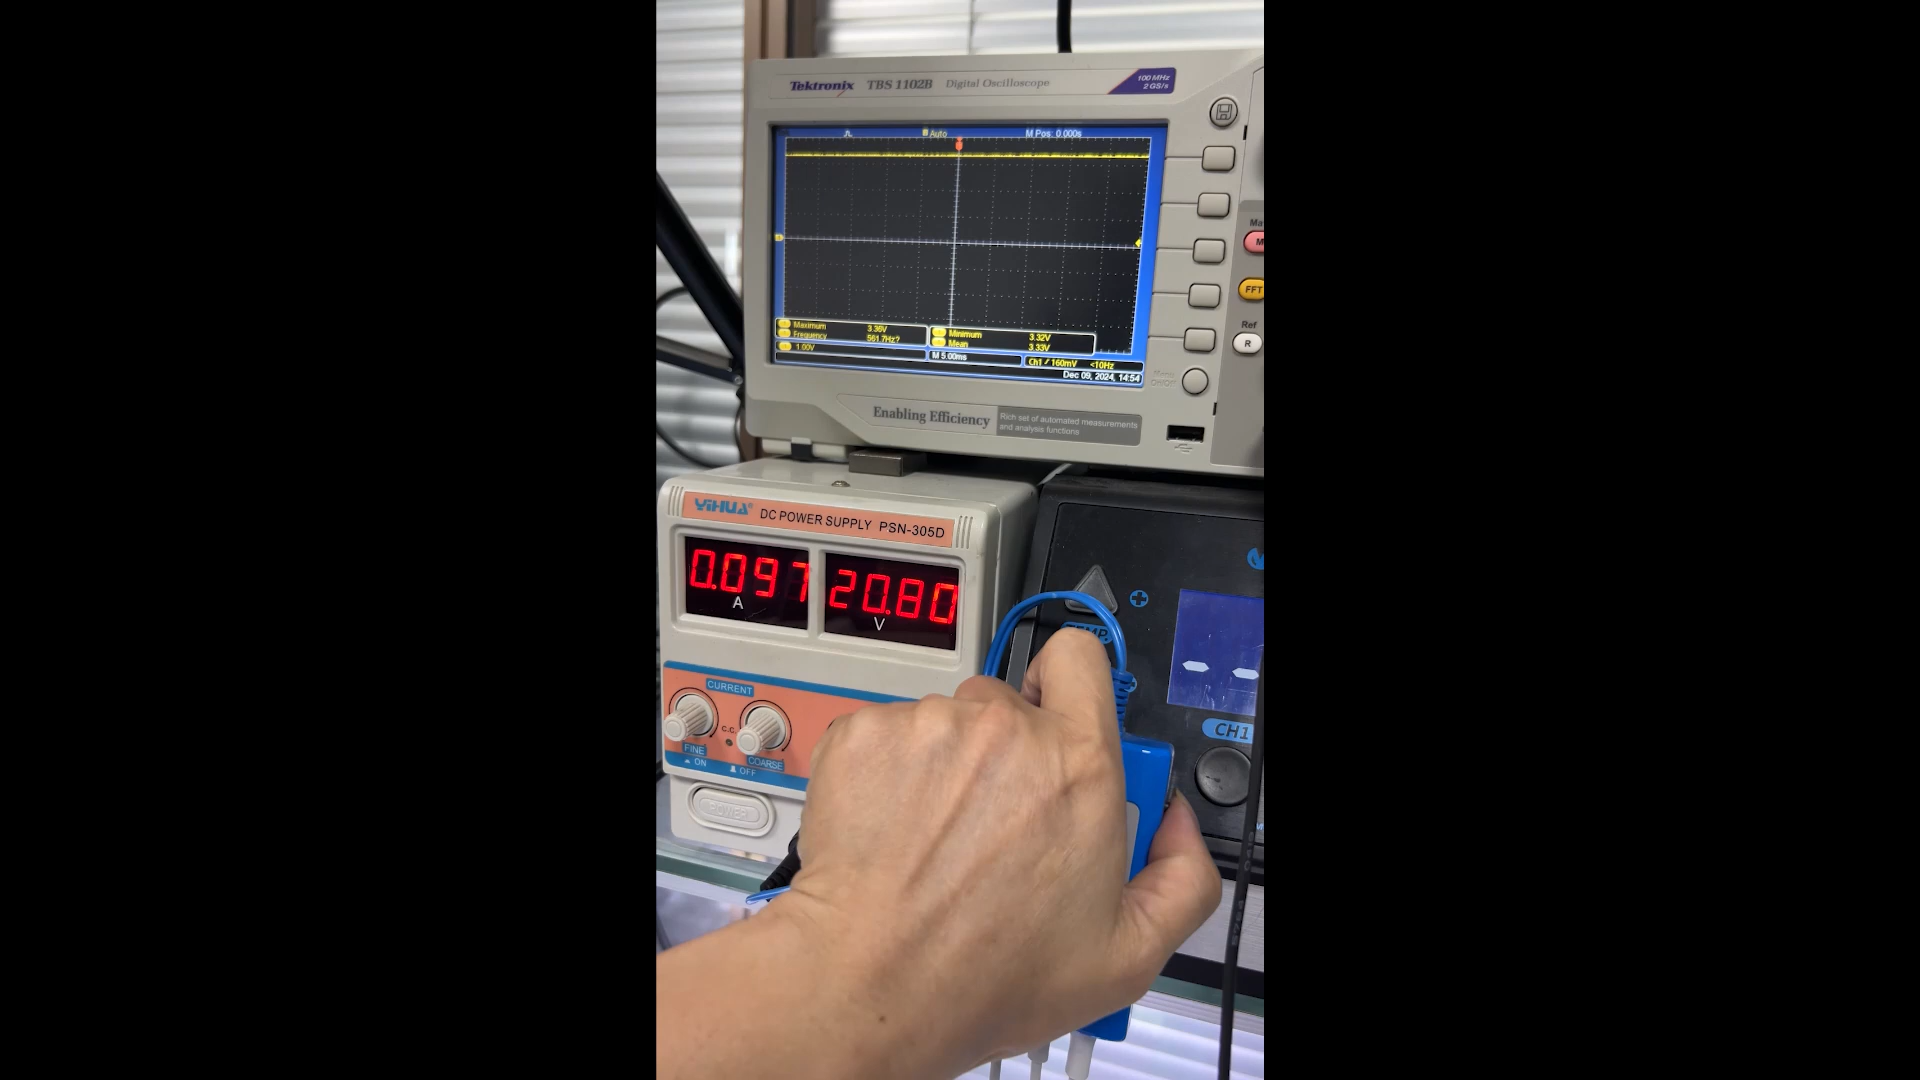 Tektronix TBS 1102B Digital Oscilloscope
100 MHz
2 GS/s
Auto
M Pos: 0.000s
Maximum 3.36V
Frequency 561.7Hz?
Minimum 3.32V
Mean 3.33V
1.00V
M 5.00ms
Ch1 / 160mV <10Hz
Dec 09, 2024, 14:54
Ma
M
FFT
Ref
R
Enabling Efficiency
Rich set of automated measurements
and analysis functions
YIHUA® DC POWER SUPPLY PSN-305D
0.097
A
20.80
V
CURRENT
C.C.
FINE
COARSE
ON
OFF
POWER
TEMP.
CH1